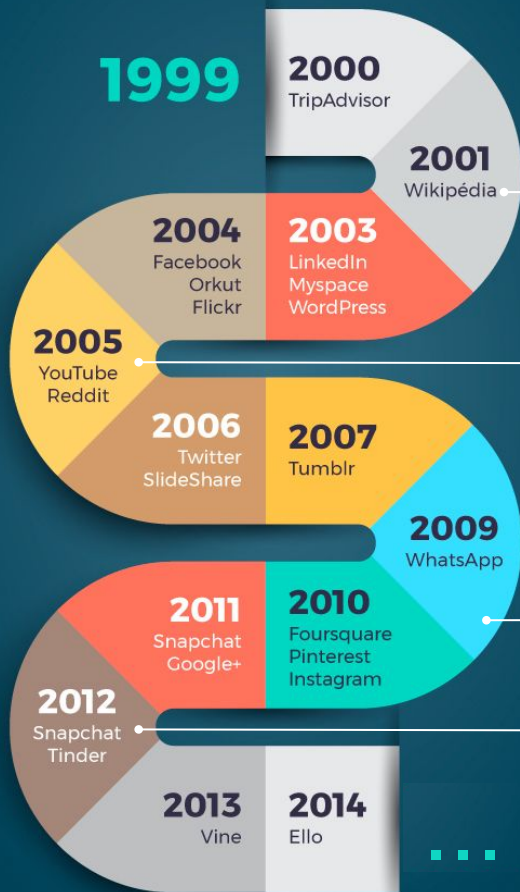 1999
2000
TripAdvisor
2001
Wikipédia
2003
LinkedIn
Myspace
WordPress
2004
Facebook
Orkut
Flickr
2005
YouTube
Reddit
2006
Twitter
SlideShare
2007
Tumblr
2009
WhatsApp
2010
Foursquare
Pinterest
Instagram
2011
Snapchat
Google+
2012
Snapchat
Tinder
2013
Vine
2014
Ello